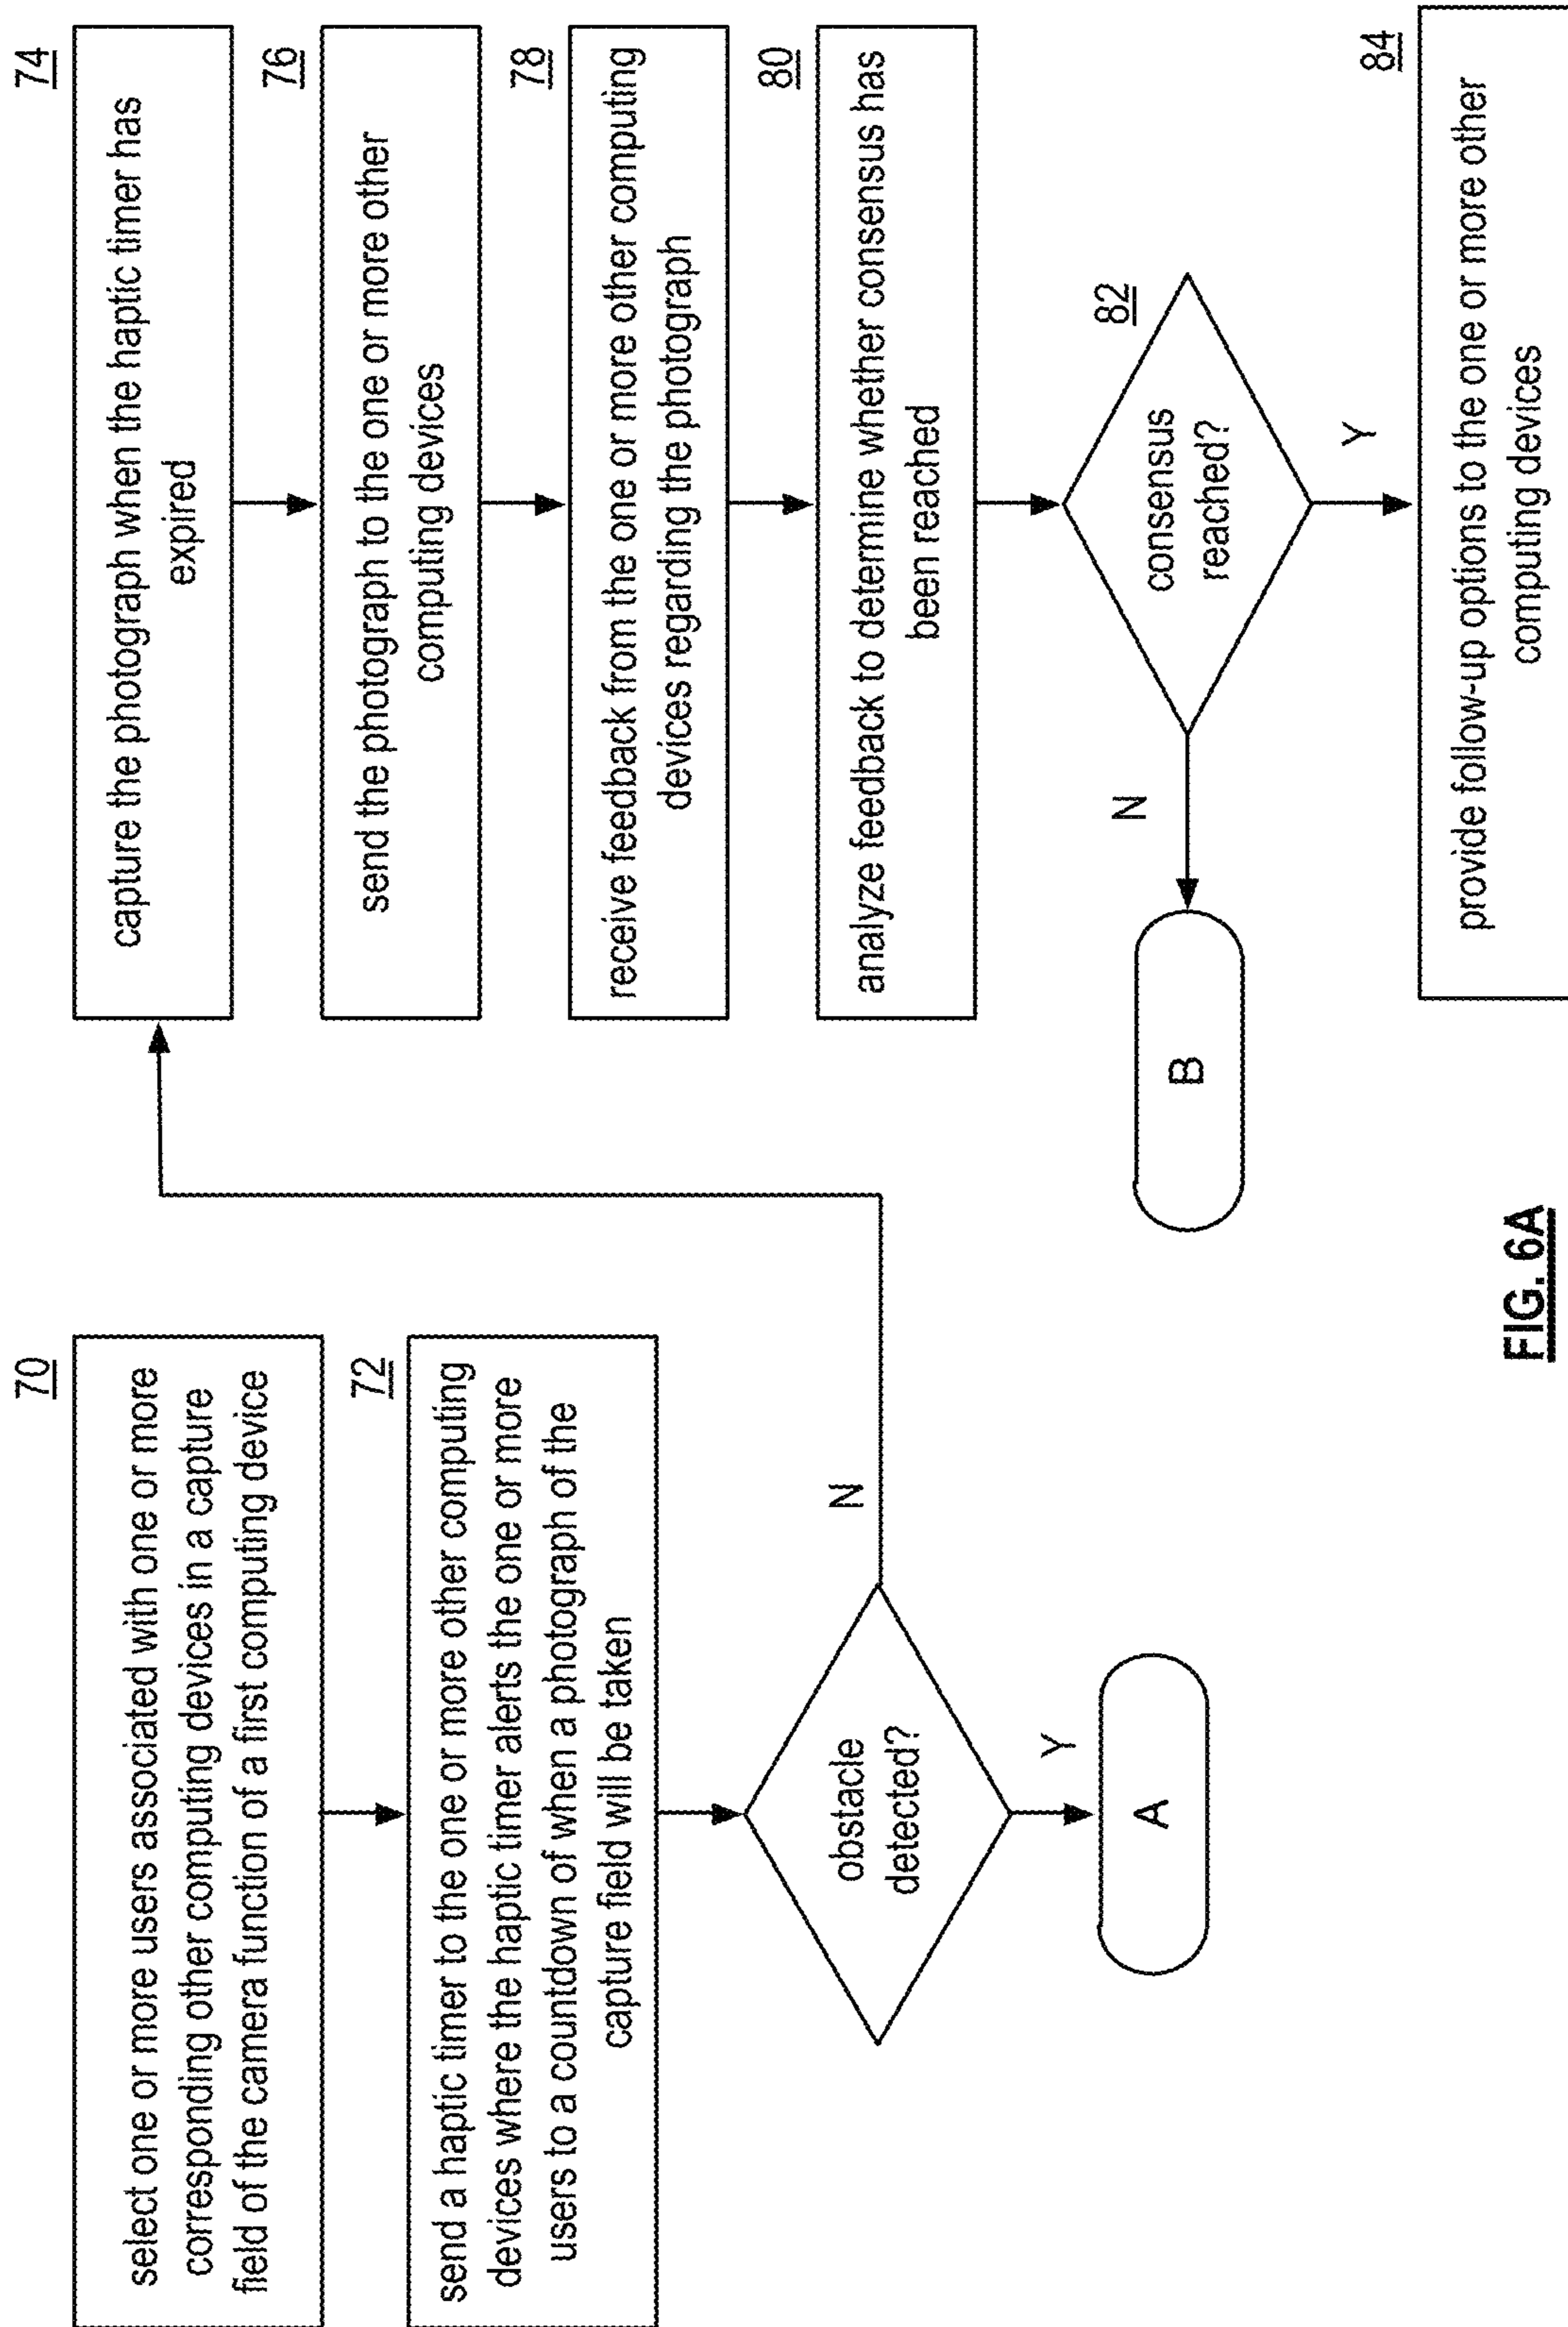 70
select one or more users associated with one or more
corresponding other computing devices in a capture
field of the camera function of a first computing device
72
send a haptic timer to the one or more other computing
devices where the haptic timer alerts the one or more
users to a countdown of when a photograph of the
capture field will be taken
obstacle
detected?
N
Y
A
74
capture the photograph when the haptic timer has
expired
76
send the photograph to the one or more other
computing devices
78
receive feedback from the one or more other computing
devices regarding the photograph
80
analyze feedback to determine whether consensus has
been reached
82
consensus
reached?
N
B
Y
84
provide follow-up options to the one or more other
computing devices
FIG. 6A